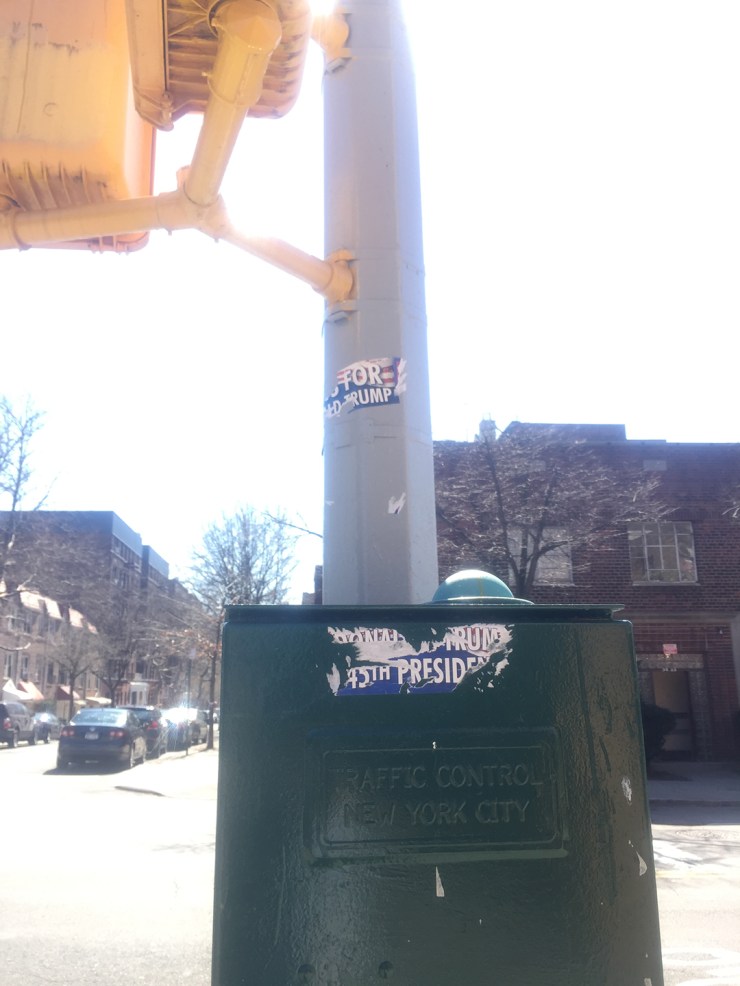 FOR
TRUMP
45TH PRESIDEN
TRAFFIC CONTROL
NEW YORK CITY